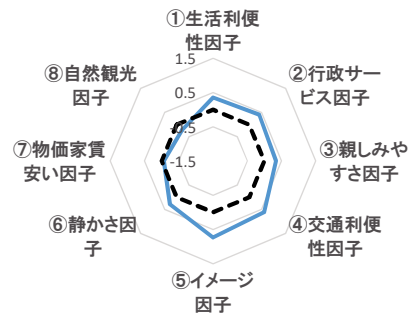 ①生活利便
性因子
1.5
0.5
-0.5
-1.5
②行政サー
ビス因子
③親しみや
すさ因子
④交通利便
性因子
⑤イメージ
因子
⑥静かさ因
子
⑦物価家賃
安い因子
⑧自然観光
因子